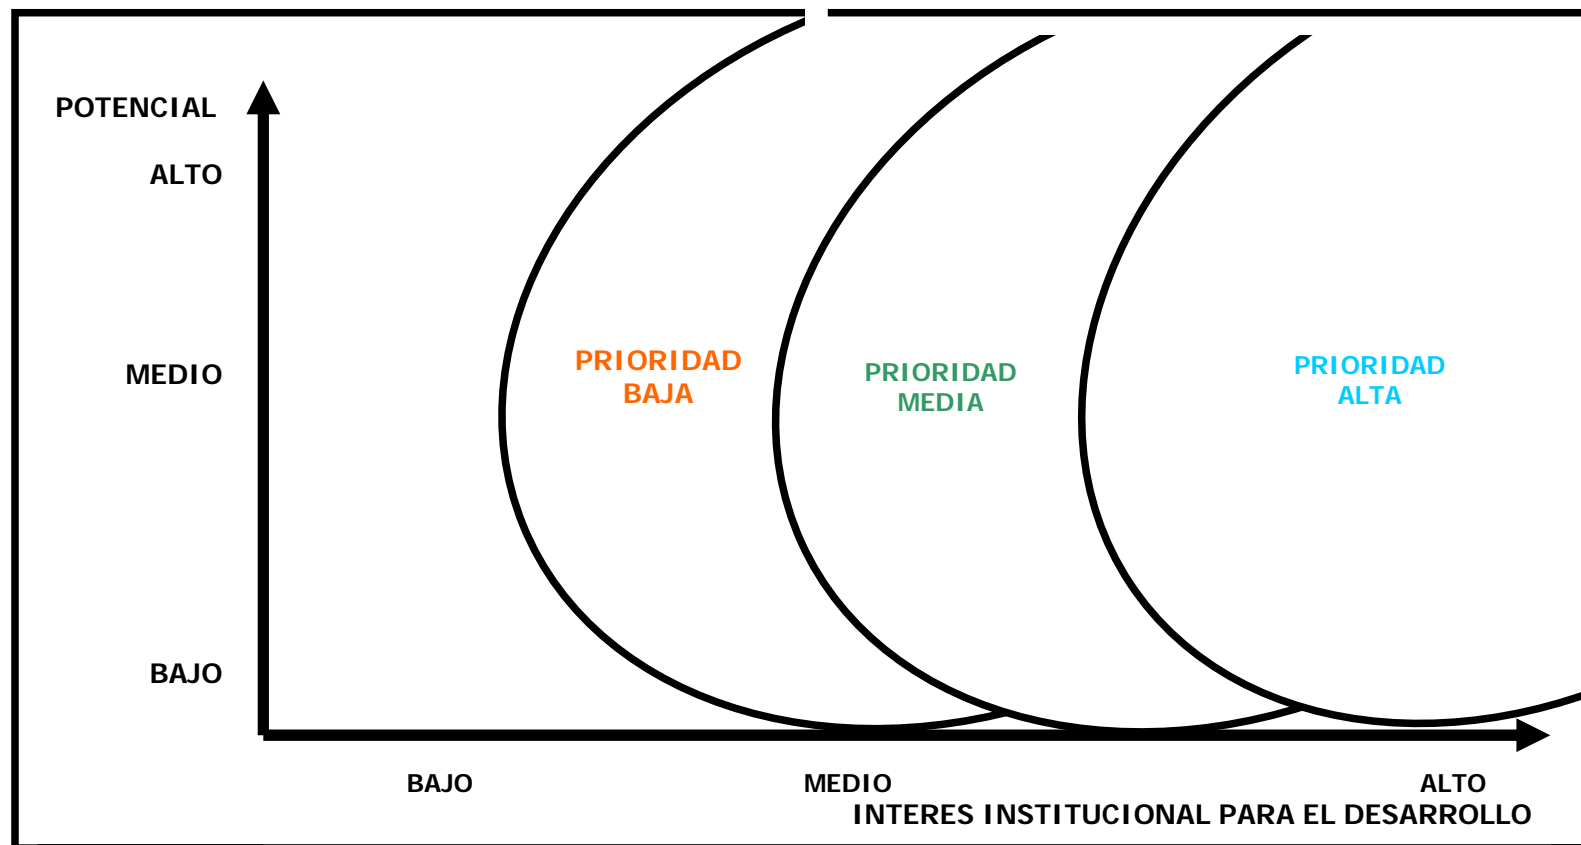 POTENCIAL
ALTO
MEDIO
BAJO
PRIORIDAD
BAJA
PRIORIDAD
MEDIA
PRIORIDAD
ALTA
BAJO
MEDIO
ALTO
INTERES INSTITUCIONAL PARA EL DESARROLLO